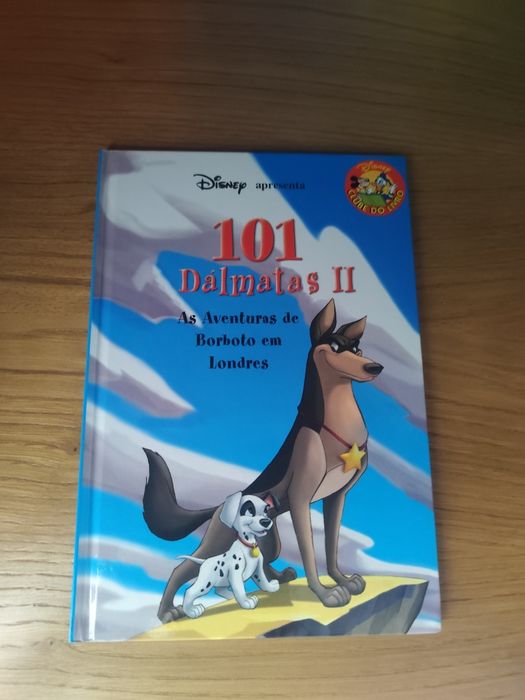 Disney apresenta
Disney
CLUBE DO LIVRO
101
Dálmatas II
As Aventuras de
Borboto em
Londres